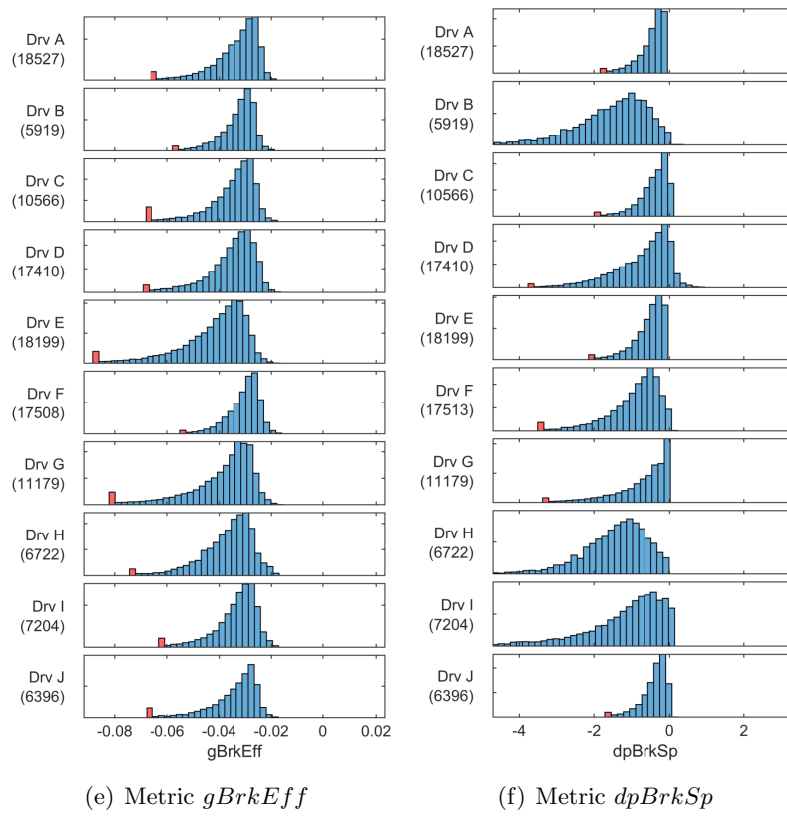 Drv A
(18527)
Drv B
(5919)
Drv C
(10566)
Drv D
(17410)
Drv E
(18199)
Drv F
(17508)
Drv G
(11179)
Drv H
(6722)
Drv I
(7204)
Drv J
(6396)
-0.08 -0.06 -0.04 -0.02 0 0.02
gBrkEff
(e) Metric gBrkEff
Drv A
(18527)
Drv B
(5919)
Drv C
(10566)
Drv D
(17410)
Drv E
(18199)
Drv F
(17513)
Drv G
(11179)
Drv H
(6722)
Drv I
(7204)
Drv J
(6396)
-4 -2 0 2
dpBrkSp
(f) Metric dpBrkSp